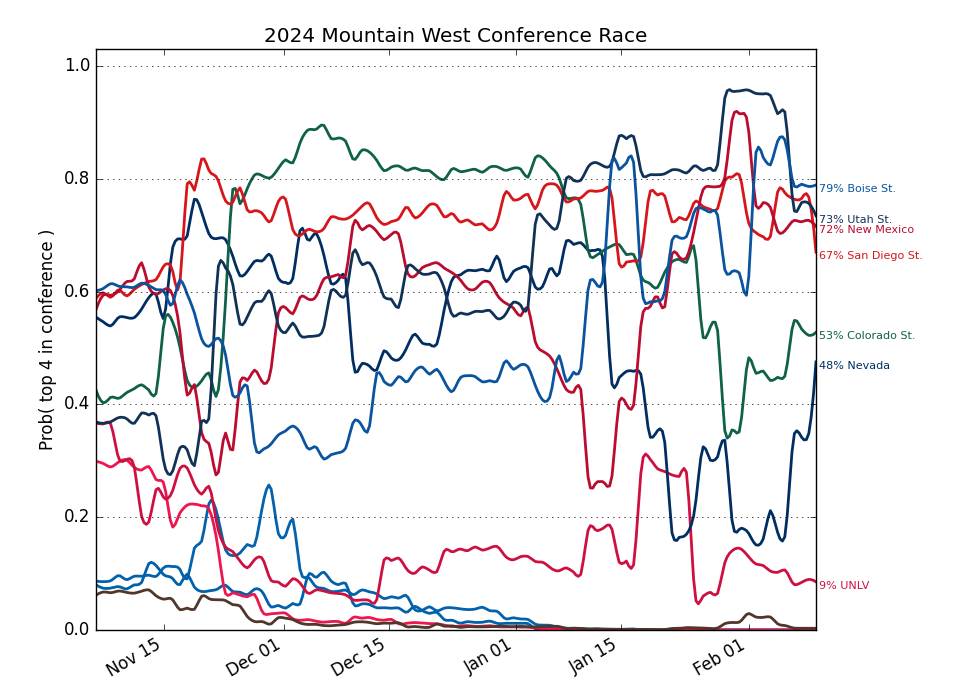 2024 Mountain West Conference Race
Prob( top 4 in conference )
1.0
0.8
0.6
0.4
0.2
0.0
79% Boise St.
73% Utah St.
72% New Mexico
67% San Diego St.
53% Colorado St.
48% Nevada
9% UNLV
Nov 15
Dec 01
Dec 15
Jan 01
Jan 15
Feb 01